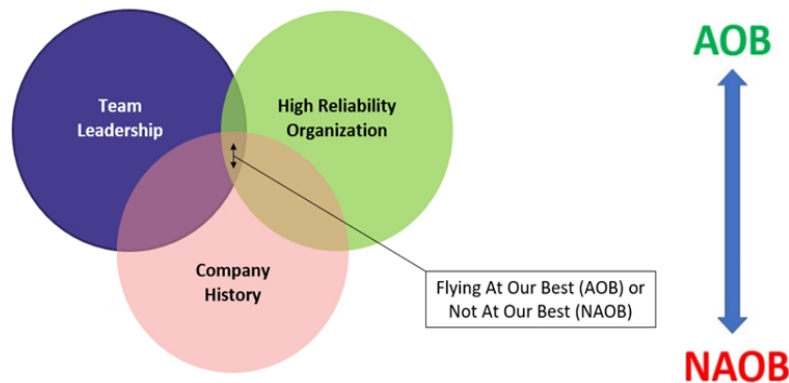 Team
Leadership
High Reliability
Organization
Company
History
Flying At Our Best (AOB) or
Not At Our Best (NAOB)
AOB
NAOB